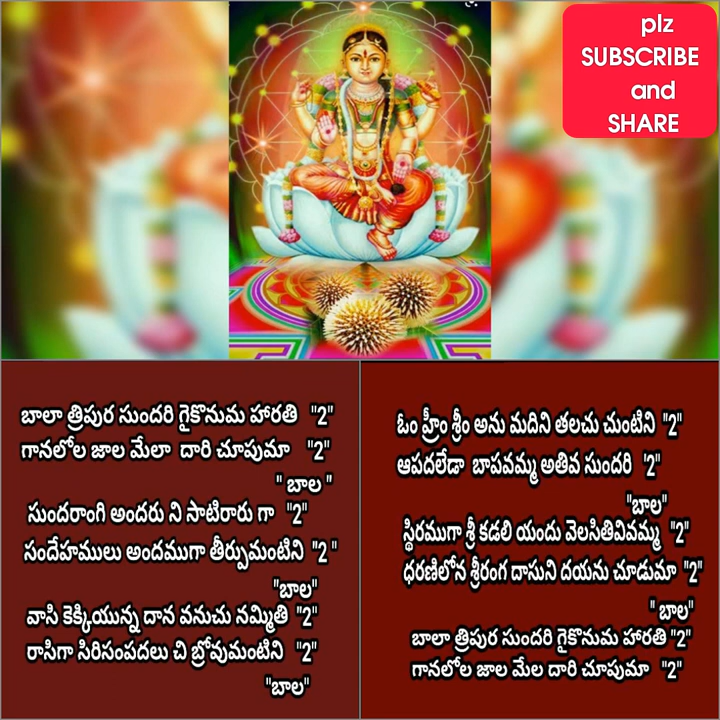 plz
SUBSCRIBE
and
SHARE
బాలా త్రిపుర సుందరి గైకొనుమ హారతి "2"
గానలోల జాల మేలా దారి చూపుమా "2"
" బాల "
సుందరాంగి అందరు ని సాటిరారు గా "2"
సందేహములు అందముగా తీర్పుమంటిని "2"
"బాల"
వాసి కెక్కియున్న దాన వనుచు నమ్మితి "2"
రాసిగా సిరిసంపదలు చి బ్రోవుమంటిని "2"
"బాల"
ఓం హ్రీం శ్రీం అను మదిని తలచు చుంటిని "2"
ఆపదలేడా బాపవమ్మ అతివ సుందరి '2"
"బాల"
స్థిరముగా శ్రీ కడలి యందు వెలసితివివమ్మ "2"
ధరణిలోన శ్రీరంగ దాసుని దయను చూడుమా "2"
" బాల"
బాలా త్రిపుర సుందరి గైకొనుమ హారతి "2"
గానలోల జాల మేల దారి చూపుమా "2"